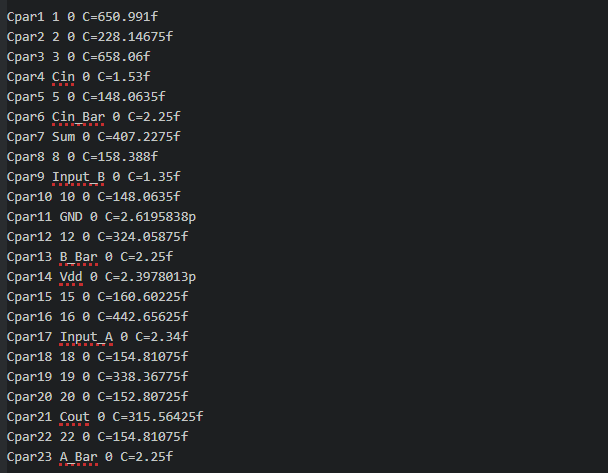 Cpar1 1 0 C=650.991f
Cpar2 2 0 C=228.14675f
Cpar3 3 0 C=658.06f
Cpar4 Cin 0 C=1.53f
Cpar5 5 0 C=148.0635f
Cpar6 Cin_Bar 0 C=2.25f
Cpar7 Sum 0 C=407.2275f
Cpar8 8 0 C=158.388f
Cpar9 Input_B 0 C=1.35f
Cpar10 10 0 C=148.0635f
Cpar11 GND 0 C=2.6195838p
Cpar12 12 0 C=324.05875f
Cpar13 B_Bar 0 C=2.25f
Cpar14 Vdd 0 C=2.3978013p
Cpar15 15 0 C=160.60225f
Cpar16 16 0 C=442.65625f
Cpar17 Input_A 0 C=2.34f
Cpar18 18 0 C=154.81075f
Cpar19 19 0 C=338.36775f
Cpar20 20 0 C=152.80725f
Cpar21 Cout 0 C=315.56425f
Cpar22 22 0 C=154.81075f
Cpar23 A_Bar 0 C=2.25f